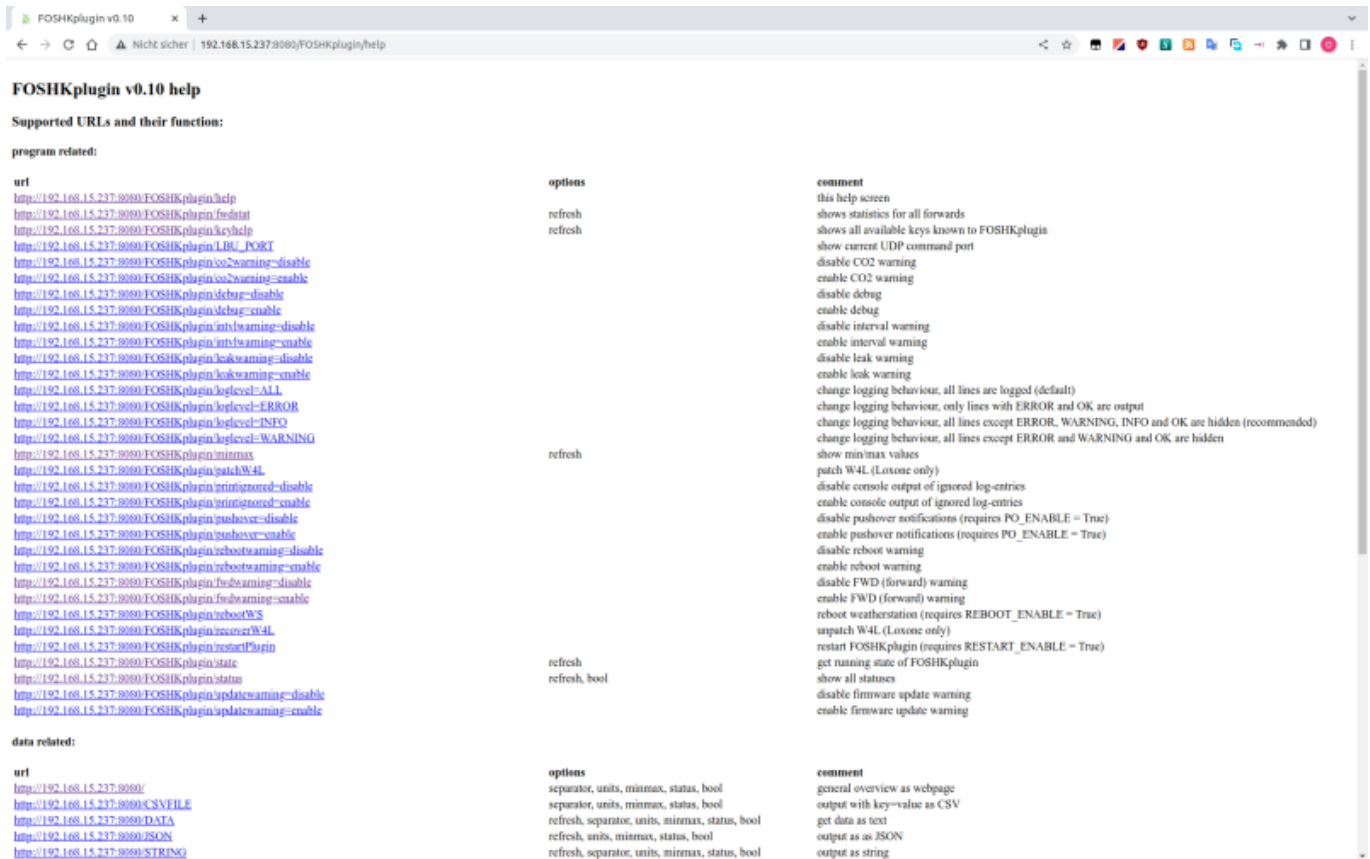 FOSHKplugin v0.10
Nicht sicher 192.168.15.237:8080/FOSHKplugin/help
FOSHKplugin v0.10 help
Supported URLs and their function:
program related:
url options comment
http://192.168.15.237:8080/FOSHKplugin/help this help screen
http://192.168.15.237:8080/FOSHKplugin/fwdstat refresh shows statistics for all forwards
http://192.168.15.237:8080/FOSHKplugin/keyhelp refresh shows all available keys known to FOSHKplugin
http://192.168.15.237:8080/FOSHKplugin/LBU_PORT show current UDP command port
http://192.168.15.237:8080/FOSHKplugin/co2warning=disable disable CO2 warning
http://192.168.15.237:8080/FOSHKplugin/co2warning=enable enable CO2 warning
http://192.168.15.237:8080/FOSHKplugin/debug=disable disable debug
http://192.168.15.237:8080/FOSHKplugin/debug=enable enable debug
http://192.168.15.237:8080/FOSHKplugin/intvlwarning=disable disable interval warning
http://192.168.15.237:8080/FOSHKplugin/intvlwarning=enable enable interval warning
http://192.168.15.237:8080/FOSHKplugin/leakwarning=disable disable leak warning
http://192.168.15.237:8080/FOSHKplugin/leakwarning=enable enable leak warning
http://192.168.15.237:8080/FOSHKplugin/loglevel=ALL change logging behaviour, all lines are logged (default)
http://192.168.15.237:8080/FOSHKplugin/loglevel=ERROR change logging behaviour, only lines with ERROR and OK are output
http://192.168.15.237:8080/FOSHKplugin/loglevel=INFO change logging behaviour, all lines except ERROR, WARNING, INFO and OK are hidden (recommended)
http://192.168.15.237:8080/FOSHKplugin/loglevel=WARNING change logging behaviour, all lines except ERROR and WARNING and OK are hidden
http://192.168.15.237:8080/FOSHKplugin/minmax refresh show min/max values
http://192.168.15.237:8080/FOSHKplugin/patchW4L patch W4L (Loxone only)
http://192.168.15.237:8080/FOSHKplugin/printignored=disable disable console output of ignored log-entries
http://192.168.15.237:8080/FOSHKplugin/printignored=enable enable console output of ignored log-entries
http://192.168.15.237:8080/FOSHKplugin/pushover=disable disable pushover notifications (requires PO_ENABLE = True)
http://192.168.15.237:8080/FOSHKplugin/pushover=enable enable pushover notifications (requires PO_ENABLE = True)
http://192.168.15.237:8080/FOSHKplugin/rebootwarning=disable disable reboot warning
http://192.168.15.237:8080/FOSHKplugin/rebootwarning=enable enable reboot warning
http://192.168.15.237:8080/FOSHKplugin/fwdwarning=disable disable FWD (forward) warning
http://192.168.15.237:8080/FOSHKplugin/fwdwarning=enable enable FWD (forward) warning
http://192.168.15.237:8080/FOSHKplugin/rebootWS reboot weatherstation (requires REBOOT_ENABLE = True)
http://192.168.15.237:8080/FOSHKplugin/recoverW4L unpatch W4L (Loxone only)
http://192.168.15.237:8080/FOSHKplugin/restartPlugin restart FOSHKplugin (requires RESTART_ENABLE = True)
http://192.168.15.237:8080/FOSHKplugin/state refresh get running state of FOSHKplugin
http://192.168.15.237:8080/FOSHKplugin/status refresh, bool show all statuses
http://192.168.15.237:8080/FOSHKplugin/updatewarning=disable disable firmware update warning
http://192.168.15.237:8080/FOSHKplugin/updatewarning=enable enable firmware update warning
data related:
url options comment
http://192.168.15.237:8080/ separator, units, minmax, status, bool general overview as webpage
http://192.168.15.237:8080/CSVFILE separator, units, minmax, status, bool output with key=value as CSV
http://192.168.15.237:8080/DATA refresh, separator, units, minmax, status, bool get data as text
http://192.168.15.237:8080/JSON refresh, units, minmax, status, bool output as as JSON
http://192.168.15.237:8080/STRING refresh, separator, units, minmax, status, bool output as string